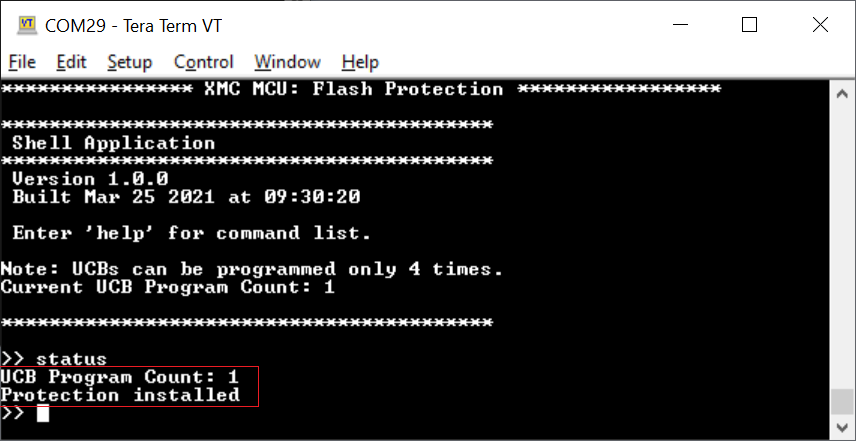 COM29 - Tera Term VT
File Edit Setup Control Window Help
**************** XMC MCU: Flash Protection *****************
*****************************************
Shell Application
*****************************************
Version 1.0.0
Built Mar 25 2021 at 09:30:20
Enter 'help' for command list.
Note: UCBs can be programmed only 4 times.
Current UCB Program Count: 1
*****************************************
>> status
UCB Program Count: 1
Protection installed
>>